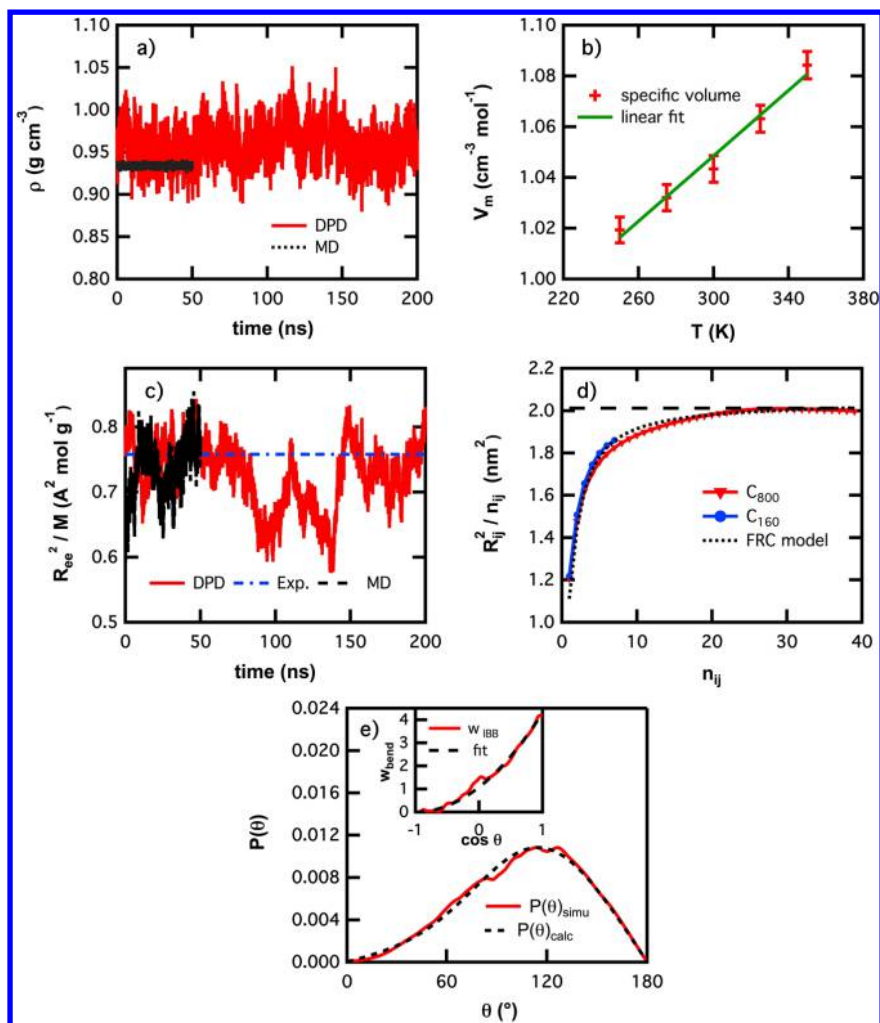 a)
ρ (g cm⁻³)
1.10
1.05
1.00
0.95
0.90
0.85
0.80
DPD
MD
0 50 100 150 200
time (ns)
b)
Vₘ (cm⁻³ mol⁻¹)
1.10
1.08
1.06
1.04
1.02
1.00
specific volume
linear fit
220 260 300 340 380
T (K)
c)
Rₑₑ² / M (A² mol g⁻¹)
0.8
0.7
0.6
0.5
DPD Exp. MD
0 50 100 150 200
time (ns)
d)
Rᵢⱼ² / nᵢⱼ (nm²)
2.2
2.0
1.8
1.6
1.4
1.2
1.0
C₈₀₀
C₁₆₀
FRC model
0 10 20 30 40
nᵢⱼ
e)
P(θ)
0.024
0.020
0.016
0.012
0.008
0.004
0.000
w_bend
4
3
2
1
0
w_IBB
fit
-1 0 1
cos θ
P(θ)simu
P(θ)calc
0 60 120 180
θ (°)